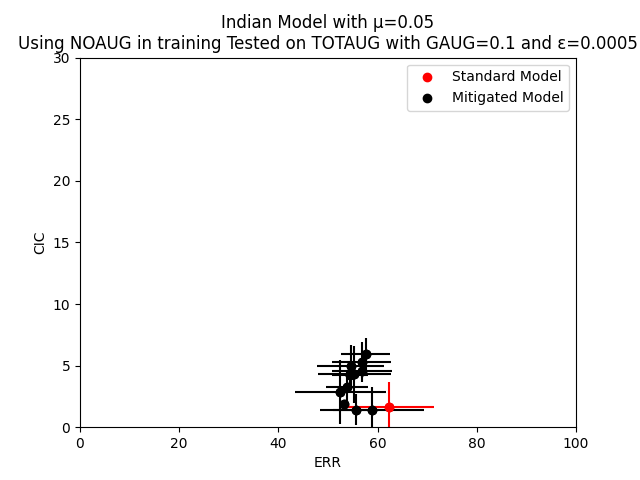 Indian Model with μ=0.05
Using NOAUG in training Tested on TOTAUG with GAUG=0.1 and ε=0.0005
Standard Model
Mitigated Model
30
25
20
15
10
5
0
CIC
0 20 40 60 80 100
ERR